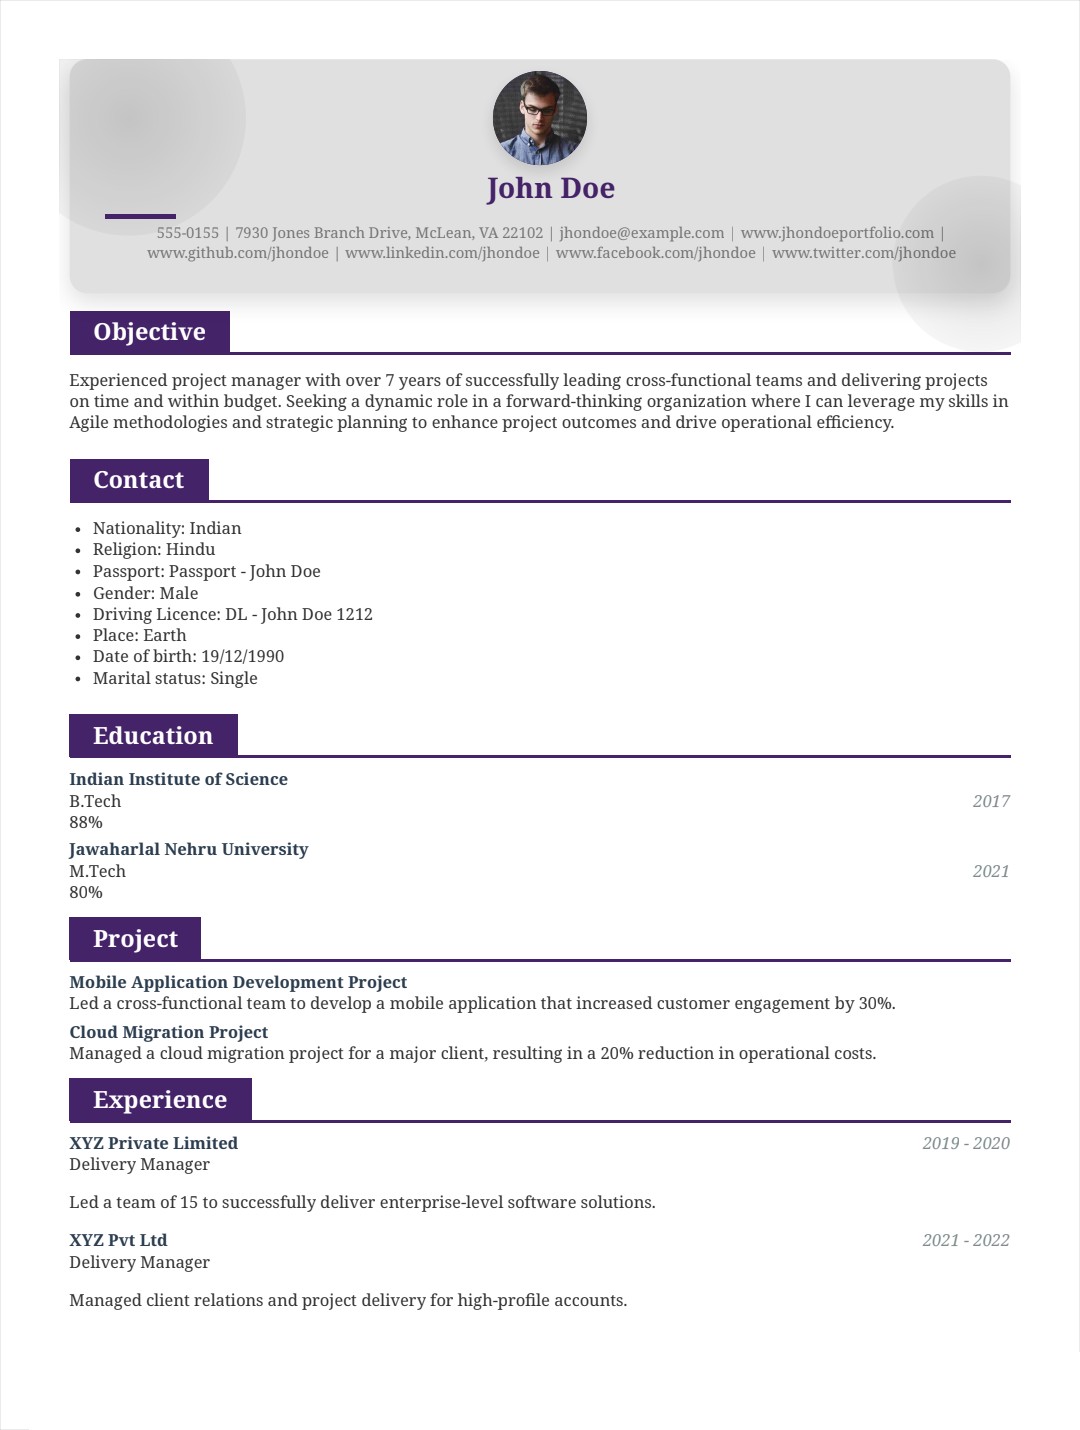 John Doe
555-0155 | 7930 Jones Branch Drive, McLean, VA 22102 | jhondoe@example.com | www.jhondoeportfolio.com |
www.github.com/jhondoe | www.linkedin.com/jhondoe | www.facebook.com/jhondoe | www.twitter.com/jhondoe
Objective
Experienced project manager with over 7 years of successfully leading cross-functional teams and delivering projects
on time and within budget. Seeking a dynamic role in a forward-thinking organization where I can leverage my skills in
Agile methodologies and strategic planning to enhance project outcomes and drive operational efficiency.
Contact
• Nationality: Indian
• Religion: Hindu
• Passport: Passport - John Doe
• Gender: Male
• Driving Licence: DL - John Doe 1212
• Place: Earth
• Date of birth: 19/12/1990
• Marital status: Single
Education
Indian Institute of Science
B.Tech 2017
88%
Jawaharlal Nehru University
M.Tech 2021
80%
Project
Mobile Application Development Project
Led a cross-functional team to develop a mobile application that increased customer engagement by 30%.
Cloud Migration Project
Managed a cloud migration project for a major client, resulting in a 20% reduction in operational costs.
Experience
XYZ Private Limited 2019 - 2020
Delivery Manager
Led a team of 15 to successfully deliver enterprise-level software solutions.
XYZ Pvt Ltd 2021 - 2022
Delivery Manager
Managed client relations and project delivery for high-profile accounts.